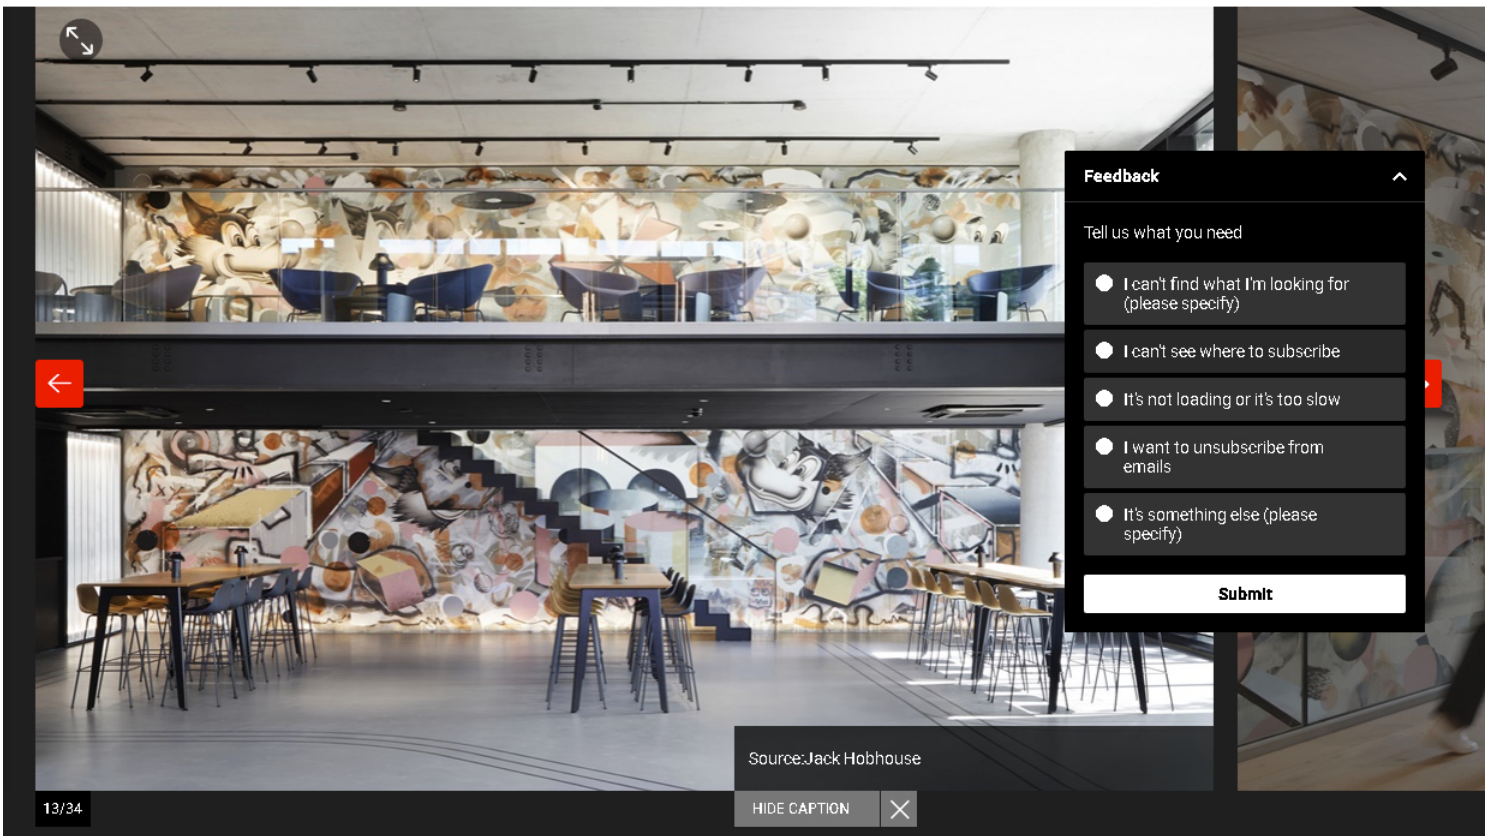 Feedback
Tell us what you need
I can't find what I'm looking for
(please specify)
I can't see where to subscribe
It's not loading or it's too slow
I want to unsubscribe from
emails
It's something else (please
specify)
Submit
Source:Jack Hobhouse
13/34
HIDE CAPTION